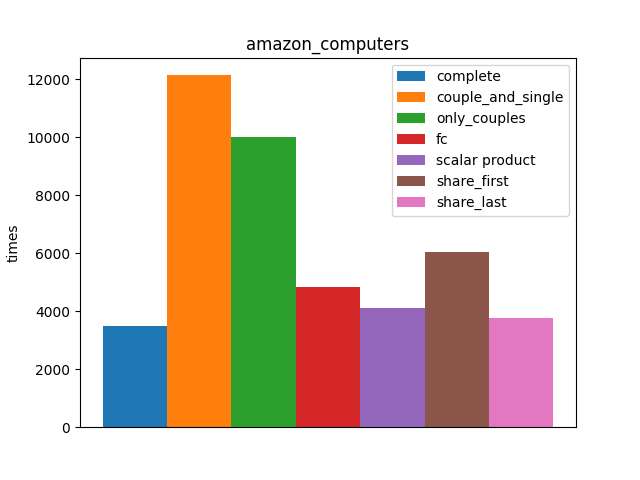 amazon_computers
times
12000
10000
8000
6000
4000
2000
0
complete
couple_and_single
only_couples
fc
scalar product
share_first
share_last